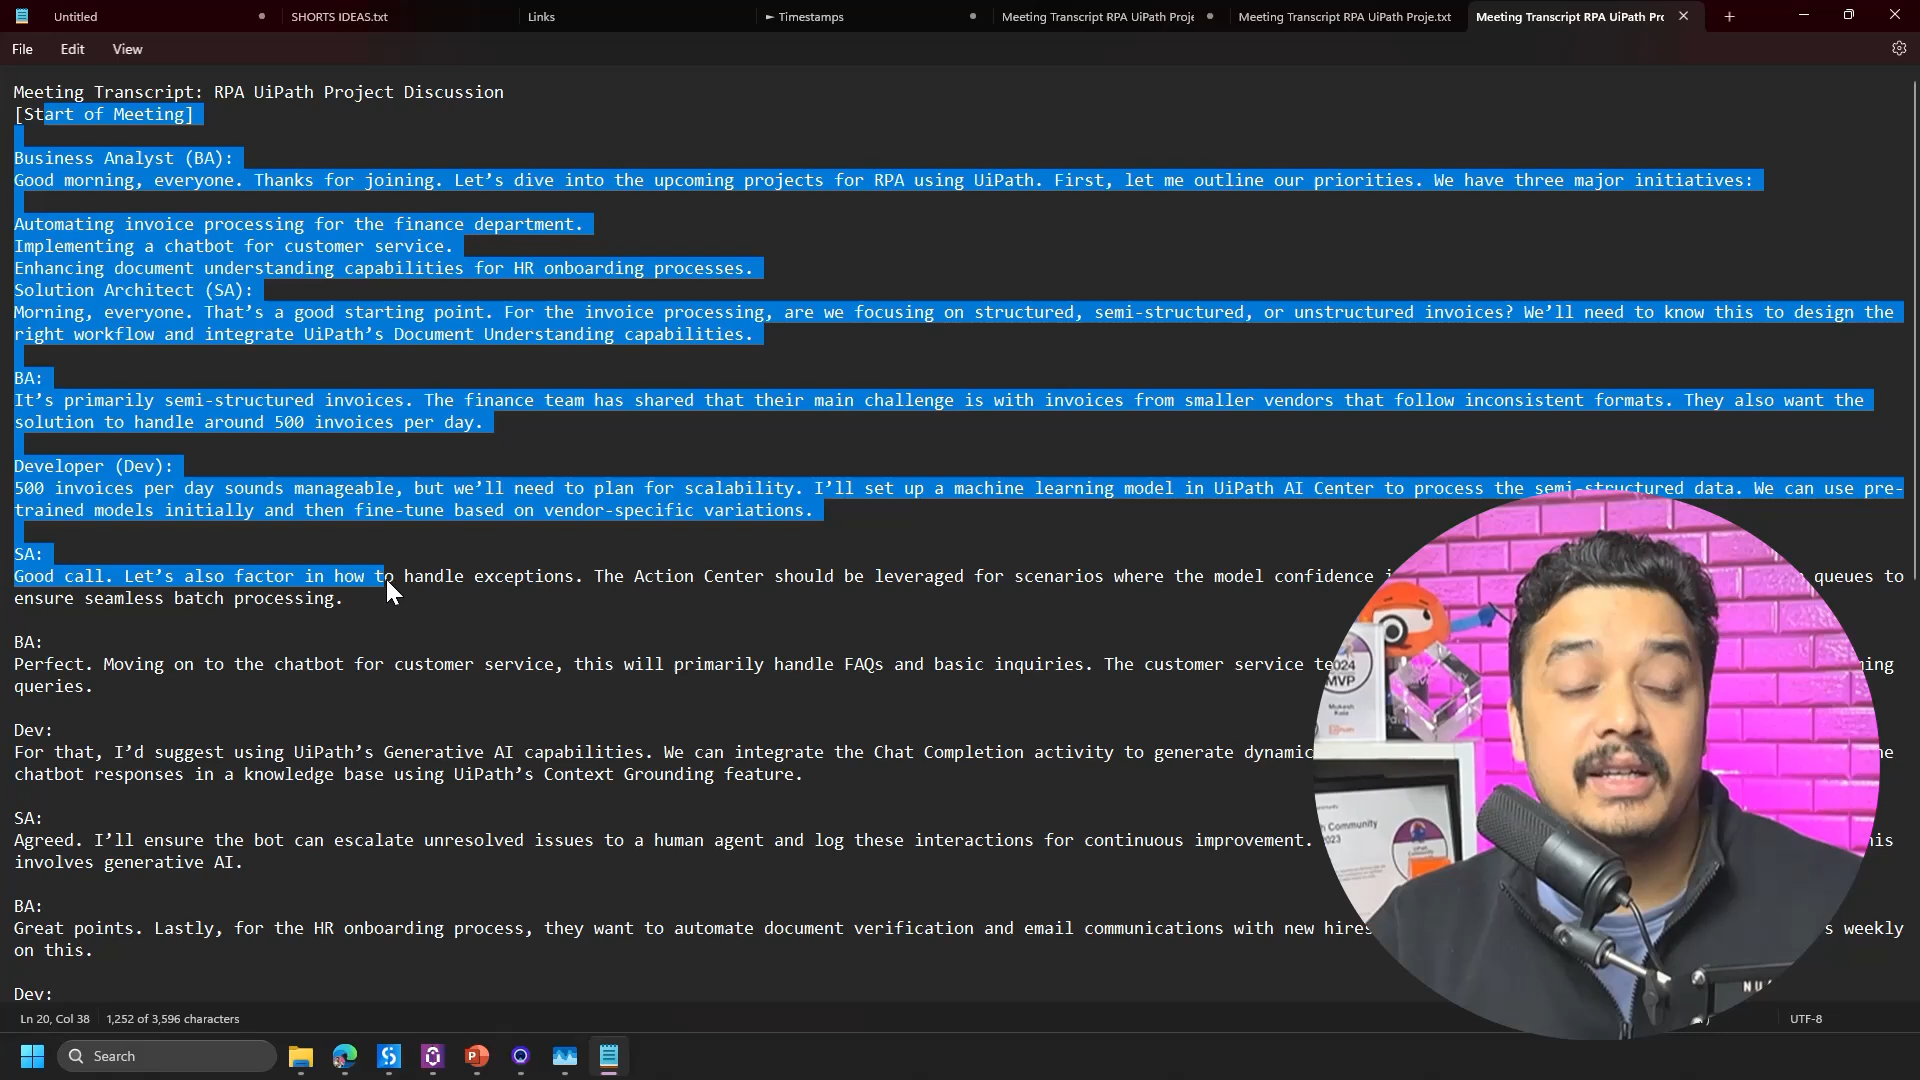 Untitled
SHORTS IDEAS.txt
Links
► Timestamps
Meeting Transcript RPA UiPath Proje
Meeting Transcript RPA UiPath Proje.txt
Meeting Transcript RPA UiPath Prc
File
Edit
View
Meeting Transcript: RPA UiPath Project Discussion
[Start of Meeting]
Business Analyst (BA):
Good morning, everyone. Thanks for joining. Let’s dive into the upcoming projects for RPA using UiPath. First, let me outline our priorities. We have three major initiatives:
Automating invoice processing for the finance department.
Implementing a chatbot for customer service.
Enhancing document understanding capabilities for HR onboarding processes.
Solution Architect (SA):
Morning, everyone. That’s a good starting point. For the invoice processing, are we focusing on structured, semi-structured, or unstructured invoices? We’ll need to know this to design the
right workflow and integrate UiPath’s Document Understanding capabilities.
BA:
It’s primarily semi-structured invoices. The finance team has shared that their main challenge is with invoices from smaller vendors that follow inconsistent formats. They also want the
solution to handle around 500 invoices per day.
Developer (Dev):
500 invoices per day sounds manageable, but we’ll need to plan for scalability. I’ll set up a machine learning model in UiPath AI Center to process the semi-structured data. We can use pre-
trained models initially and then fine-tune based on vendor-specific variations.
SA:
Good call. Let’s also factor in how to handle exceptions. The Action Center should be leveraged for scenarios where the model confidence queues to
ensure seamless batch processing.
BA:
Perfect. Moving on to the chatbot for customer service, this will primarily handle FAQs and basic inquiries. The customer service
queries.
Dev:
For that, I’d suggest using UiPath’s Generative AI capabilities. We can integrate the Chat Completion activity to generate dynamic
chatbot responses in a knowledge base using UiPath’s Context Grounding feature.
SA:
Agreed. I’ll ensure the bot can escalate unresolved issues to a human agent and log these interactions for continuous improvement.
involves generative AI.
BA:
Great points. Lastly, for the HR onboarding process, they want to automate document verification and email communications with new hires weekly
on this.
Dev:
2024
MVP
Mukesh
Kala
Community
2023
NU
Ln 20, Col 38
1,252 of 3,596 characters
UTF-8
Search